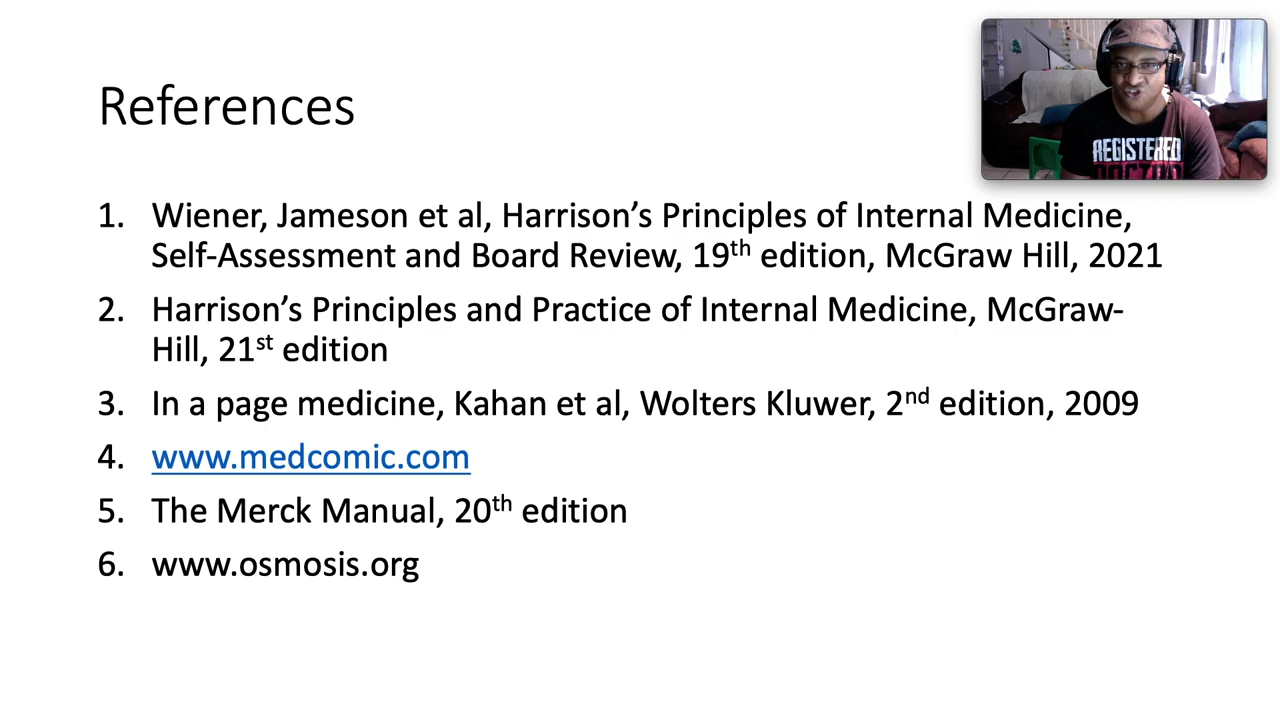 References
1. Wiener, Jameson et al, Harrison’s Principles of Internal Medicine,
Self-Assessment and Board Review, 19th edition, McGraw Hill, 2021
2. Harrison’s Principles and Practice of Internal Medicine, McGraw-
Hill, 21st edition
3. In a page medicine, Kahan et al, Wolters Kluwer, 2nd edition, 2009
4. www.medcomic.com
5. The Merck Manual, 20th edition
6. www.osmosis.org
REGISTERED